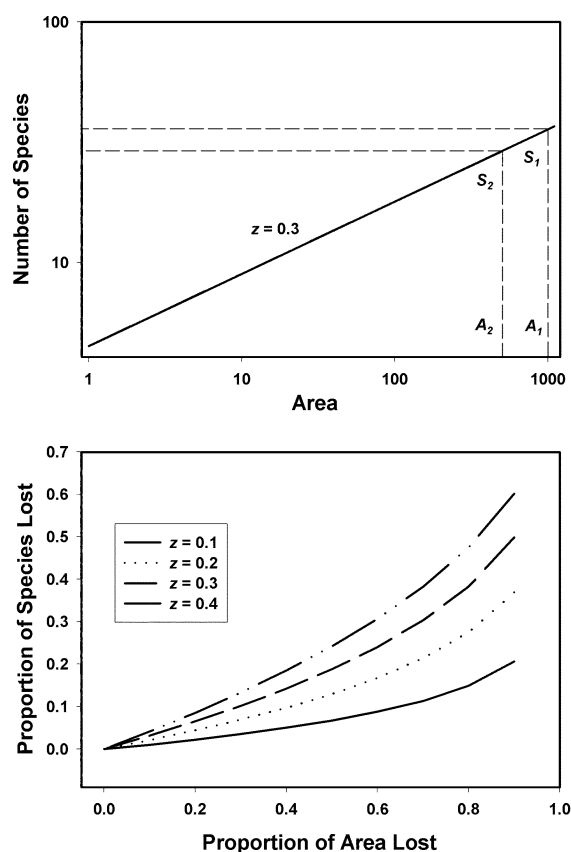 100
Number of Species
10
z = 0.3
S1
S2
A2
A1
1
10
100
1000
Area
0.7
0.6
0.5
0.4
0.3
0.2
0.1
0.0
Proportion of Species Lost
z = 0.1
z = 0.2
z = 0.3
z = 0.4
0.0
0.2
0.4
0.6
0.8
1.0
Proportion of Area Lost